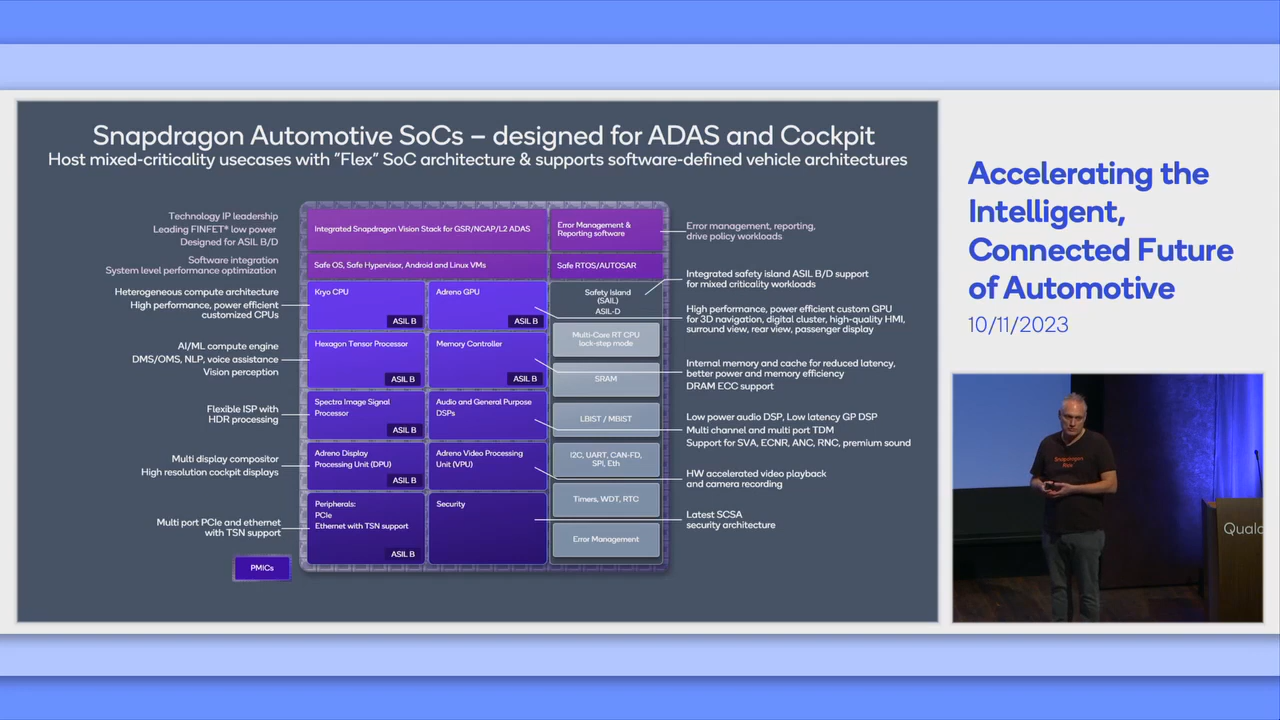 Snapdragon Automotive SoCs – designed for ADAS and Cockpit
Host mixed-criticality usecases with "Flex" SoC architecture & supports software-defined vehicle architectures
Technology IP leadership
Leading FINFET* low power
Designed for ASIL B/D
Software integration
System level performance optimization
Heterogeneous compute architecture
High performance, power efficient
customized CPUs
AI/ML compute engine
DMS/OMS, NLP, voice assistance
Vision perception
Flexible ISP with
HDR processing
Multi display compositor
High resolution cockpit displays
Multi port PCIe and ethernet
with TSN support
PMICs
Integrated Snapdragon Vision Stack for GSR/NCAP/L2 ADAS
Error Management &
Reporting software
Safe OS, Safe Hypervisor, Android and Linux VMs
Safe RTOS/AUTOSAR
Kryo CPU
ASIL B
Adreno GPU
ASIL B
Hexagon Tensor Processor
ASIL B
Memory Controller
ASIL B
Spectra Image Signal
Processor
ASIL B
Audio and General Purpose
DSPs
Adreno Display
Processing Unit (DPU)
ASIL B
Adreno Video Processing
Unit (VPU)
Peripherals:
PCIe
Ethernet with TSN support
ASIL B
Security
Safety Island
(SAIL)
ASIL-D
Multi-Core RT CPU
lock-step mode
SRAM
LBIST / MBIST
I2C, UART, CAN-FD,
SPI, Eth
Timers, WDT, RTC
Error Management
Error management, reporting,
drive policy workloads
Integrated safety island ASIL B/D support
for mixed criticality workloads
High performance, power efficient custom GPU
for 3D navigation, digital cluster, high-quality HMI,
surround view, rear view, passenger display
Internal memory and cache for reduced latency,
better power and memory efficiency
DRAM ECC support
Low power audio DSP, Low latency GP DSP
Multi channel and multi port TDM
Support for SVA, ECNR, ANC, RNC, premium sound
HW accelerated video playback
and camera recording
Latest SCSA
security architecture
Accelerating the
Intelligent,
Connected Future
of Automotive
10/11/2023
Snapdragon
Ride
Qualc